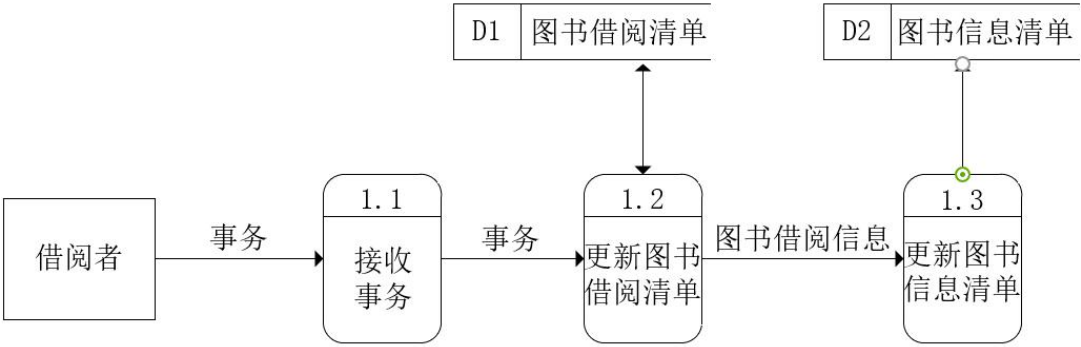 D1 图书借阅清单
D2 图书信息清单
借阅者
事务
1.1
接收
事务
事务
1.2
更新图书
借阅清单
图书借阅信息
1.3
更新图书
信息清单